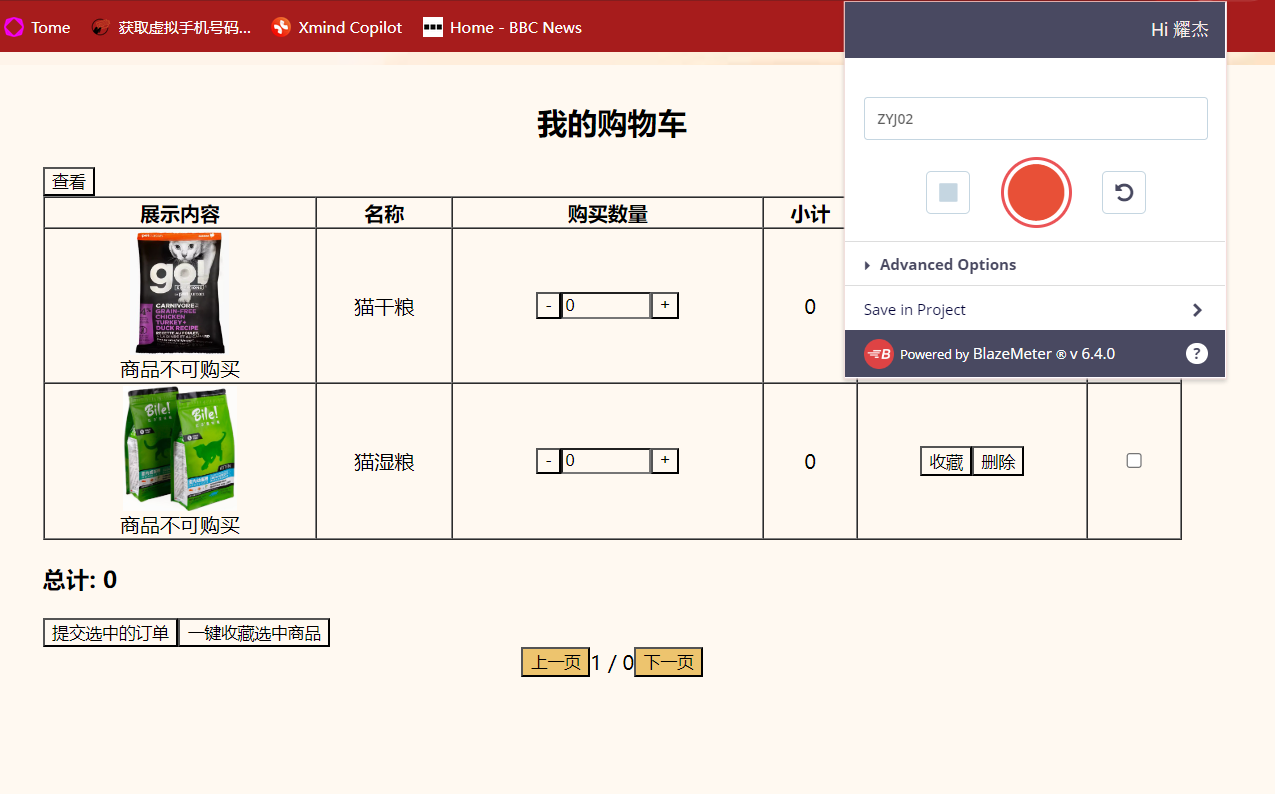 Tome
获取虚拟手机号码...
Xmind Copilot
Home - BBC News
Hi 耀杰
ZYJ02
Advanced Options
Save in Project
Powered by BlazeMeter ® v 6.4.0
?
我的购物车
查看
展示内容 名称 购买数量 小计
go!
CARNIVORE
GRAIN-FREE
CHICKEN
TURKEY+
DUCK RECIPE
商品不可购买
猫干粮
- 0 +
0
Bile!
Bile!
商品不可购买
猫湿粮
- 0 +
0
收藏 删除
总计: 0
提交选中的订单 一键收藏选中商品
上一页 1 / 0 下一页